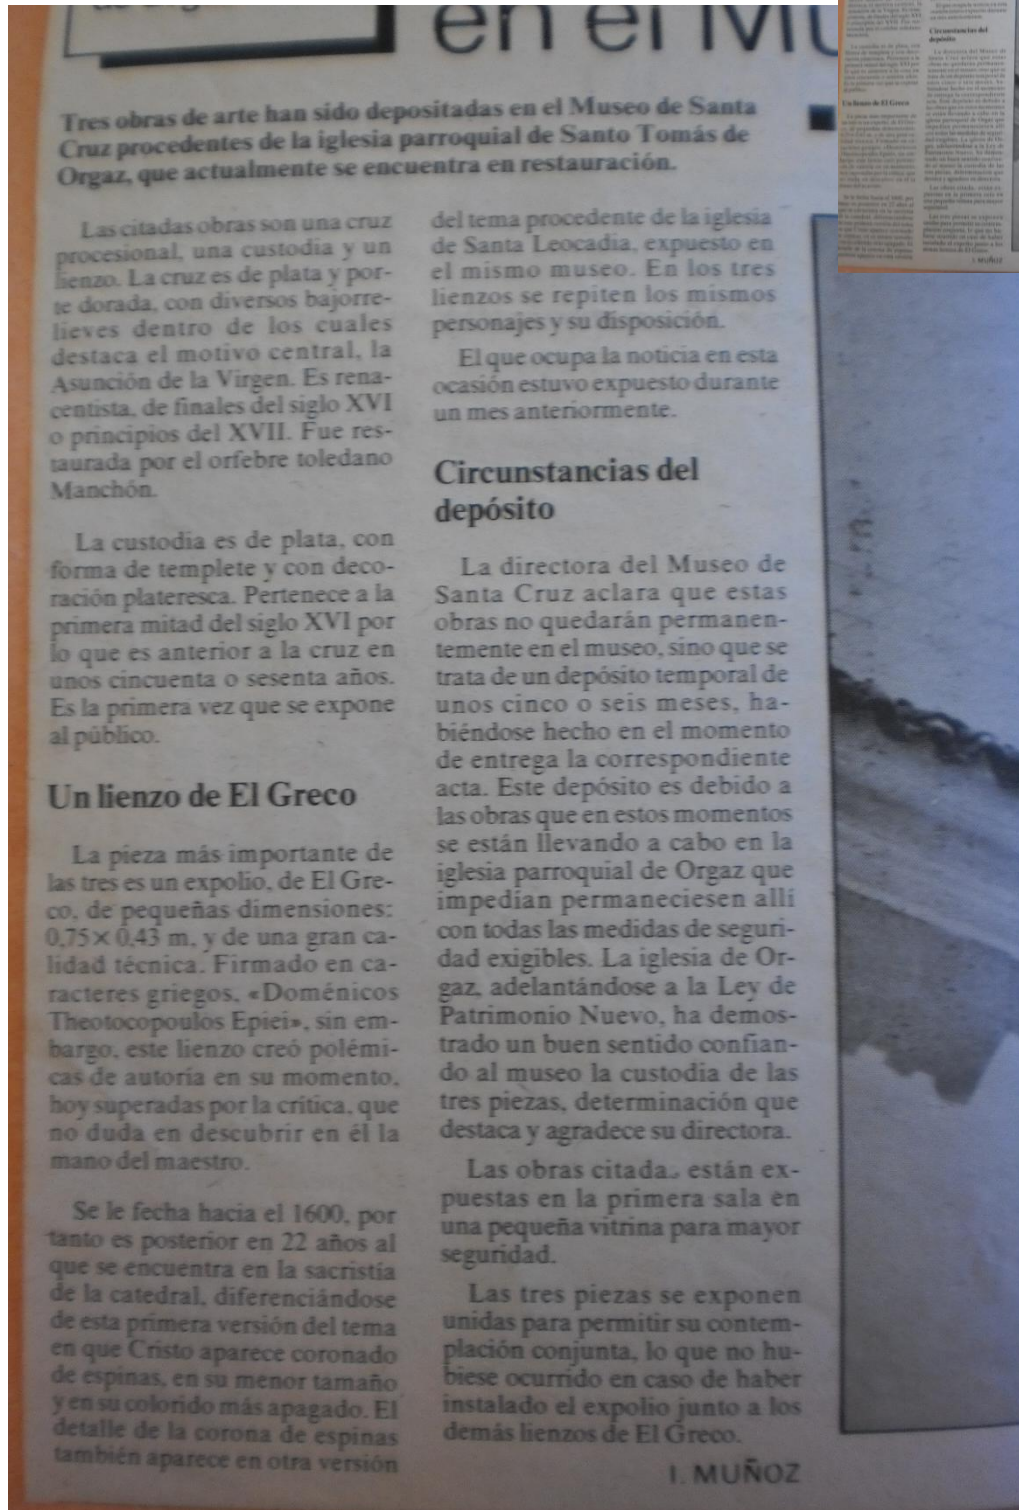 en el Mu
Tres obras de arte han sido depositadas en el Museo de Santa
Cruz procedentes de la iglesia parroquial de Santo Tomás de
Orgaz, que actualmente se encuentra en restauración.
Las citadas obras son una cruz
procesional, una custodia y un
lienzo. La cruz es de plata y por-
te dorada, con diversos bajorre-
lieves dentro de los cuales
destaca el motivo central, la
Asunción de la Virgen. Es rena-
centista, de finales del siglo XVI
o principios del XVII. Fue res-
taurada por el orfebre toledano
Manchón.
La custodia es de plata, con
forma de templete y con deco-
ración plateresca. Pertenece a la
primera mitad del siglo XVI por
lo que es anterior a la cruz en
unos cincuenta o sesenta años.
Es la primera vez que se expone
al público.
Un lienzo de El Greco
La pieza más importante de
las tres es un expolio, de El Gre-
co, de pequeñas dimensiones:
0,75 × 0,43 m, y de una gran ca-
lidad técnica. Firmado en ca-
racteres griegos, «Doménicos
Theotocopoulos Epiei», sin em-
bargo, este lienzo creó polémi-
cas de autoría en su momento,
hoy superadas por la crítica, que
no duda en descubrir en él la
mano del maestro.
Se le fecha hacia el 1600, por
tanto es posterior en 22 años al
que se encuentra en la sacristía
de la catedral, diferenciándose
de esta primera versión del tema
en que Cristo aparece coronado
de espinas, en su menor tamaño
y en su colorido más apagado. El
detalle de la corona de espinas
también aparece en otra versión
del tema procedente de la iglesia
de Santa Leocadia, expuesto en
el mismo museo. En los tres
lienzos se repiten los mismos
personajes y su disposición.
El que ocupa la noticia en esta
ocasión estuvo expuesto durante
un mes anteriormente.
Circunstancias del
depósito
La directora del Museo de
Santa Cruz aclara que estas
obras no quedarán permanen-
temente en el museo, sino que se
trata de un depósito temporal de
unos cinco o seis meses, ha-
biéndose hecho en el momento
de entrega la correspondiente
acta. Este depósito es debido a
las obras que en estos momentos
se están llevando a cabo en la
iglesia parroquial de Orgaz que
impedían permaneciesen allí
con todas las medidas de seguri-
dad exigibles. La iglesia de Or-
gaz, adelantándose a la Ley de
Patrimonio Nuevo, ha demos-
trado un buen sentido confian-
do al museo la custodia de las
tres piezas, determinación que
destaca y agradece su directora.
Las obras citada. están ex-
puestas en la primera sala en
una pequeña vitrina para mayor
seguridad.
Las tres piezas se exponen
unidas para permitir su contem-
plación conjunta, lo que no hu-
biese ocurrido en caso de haber
instalado el expolio junto a los
demás lienzos de El Greco.
I. MUÑOZ
Circunstancias del
depósito
Un lienzo de El Greco
I. MUÑOZ